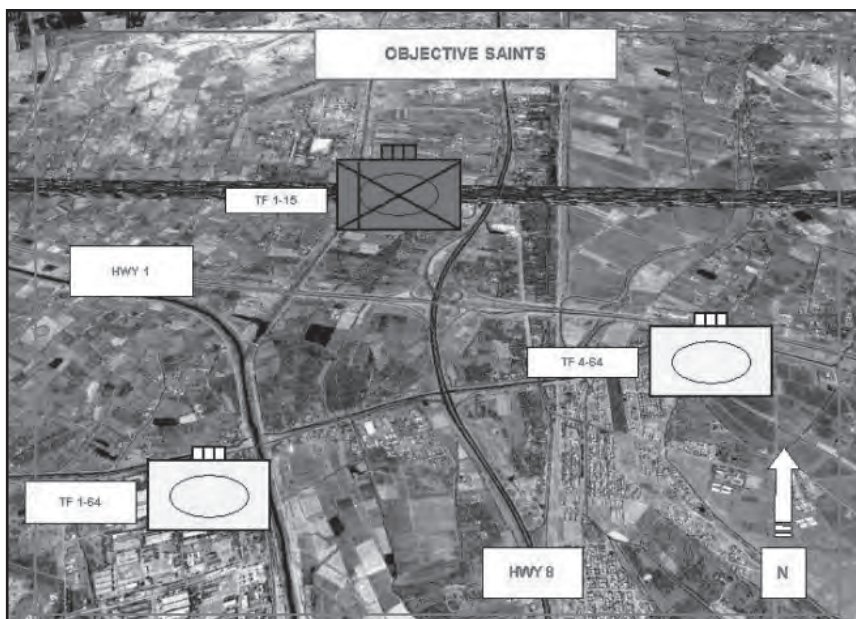 OBJECTIVE SAINTS
TF 1-15
HWY 1
TF 4-64
TF 1-64
HWY 8
N